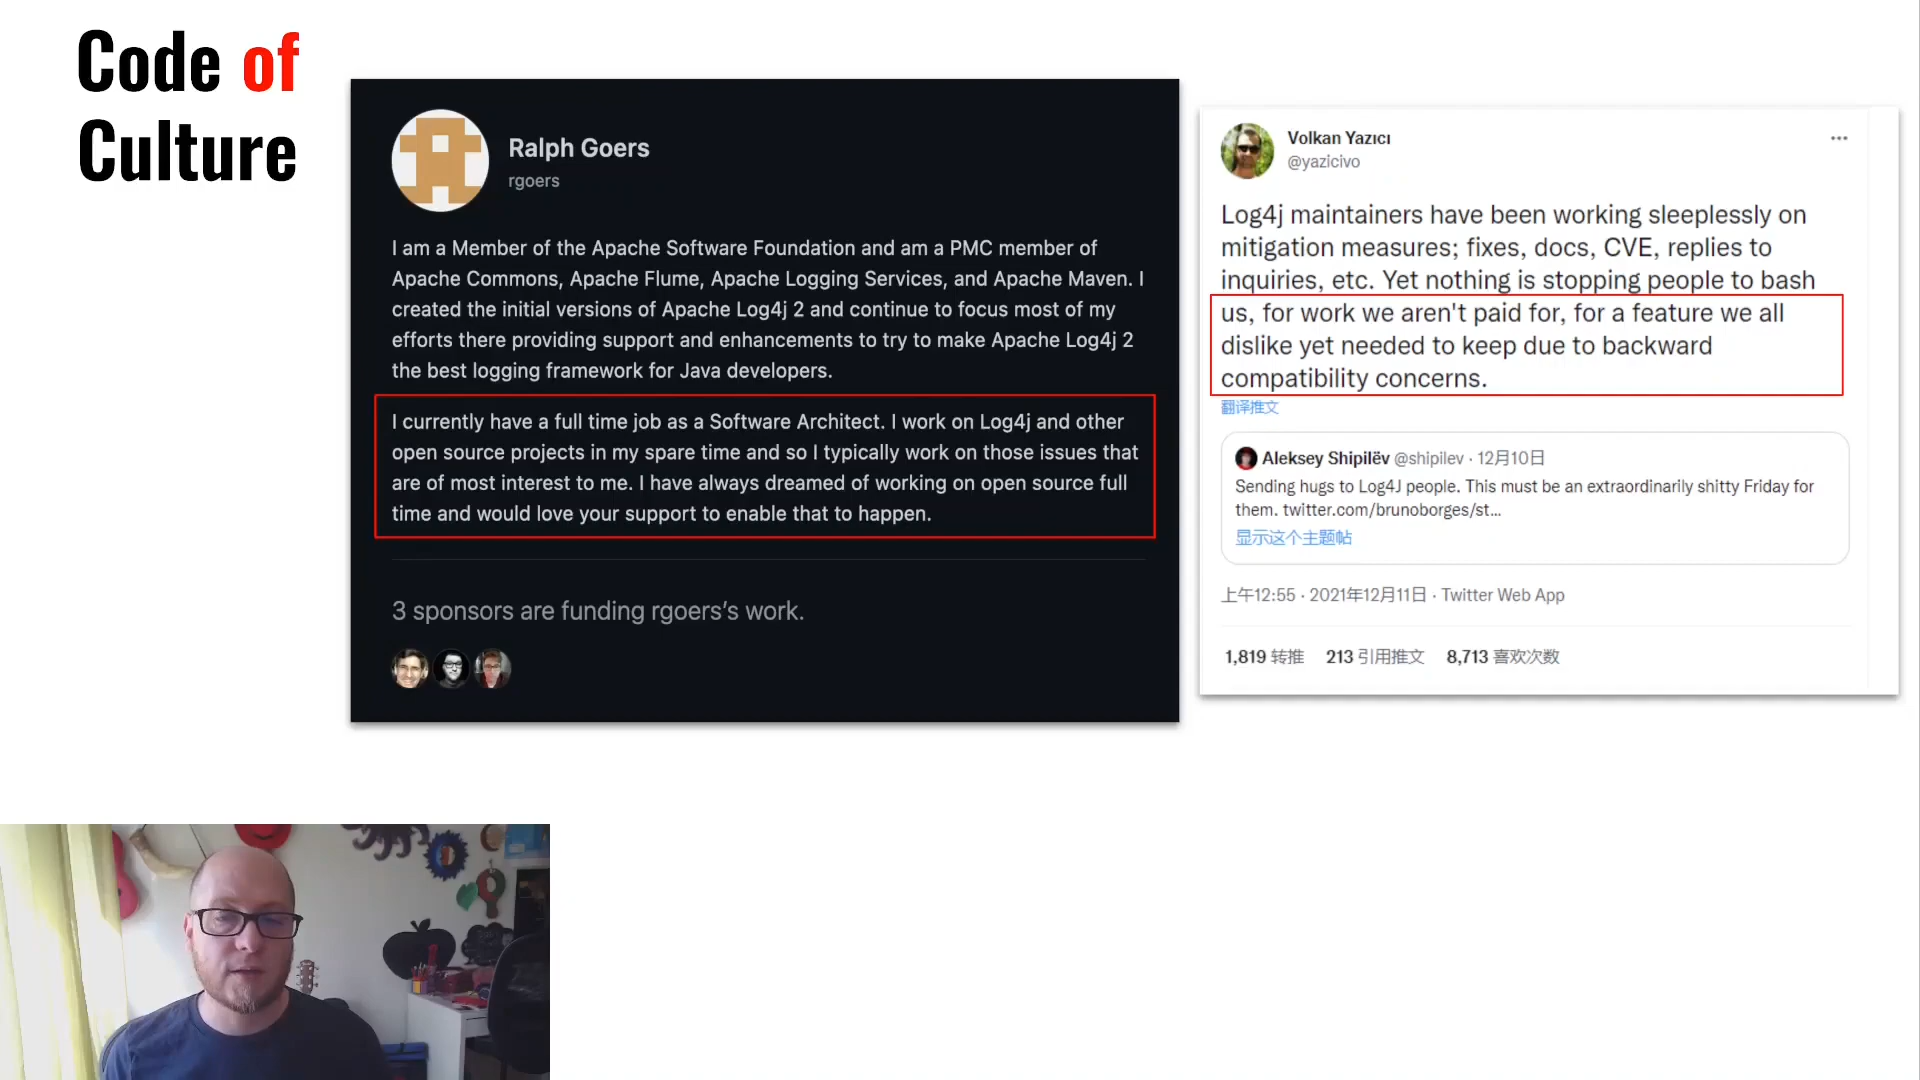 Code of
Culture
Ralph Goers
rgoers
I am a Member of the Apache Software Foundation and am a PMC member of
Apache Commons, Apache Flume, Apache Logging Services, and Apache Maven. I
created the initial versions of Apache Log4j 2 and continue to focus most of my
efforts there providing support and enhancements to try to make Apache Log4j 2
the best logging framework for Java developers.
I currently have a full time job as a Software Architect. I work on Log4j and other
open source projects in my spare time and so I typically work on those issues that
are of most interest to me. I have always dreamed of working on open source full
time and would love your support to enable that to happen.
3 sponsors are funding rgoers’s work.
Volkan Yazıcı
@yazicivo
Log4j maintainers have been working sleeplessly on
mitigation measures; fixes, docs, CVE, replies to
inquiries, etc. Yet nothing is stopping people to bash
us, for work we aren't paid for, for a feature we all
dislike yet needed to keep due to backward
compatibility concerns.
翻译推文
Aleksey Shipilëv @shipilev · 12月10日
Sending hugs to Log4J people. This must be an extraordinarily shitty Friday for
them. twitter.com/brunoborges/st...
显示这个主题帖
上午12:55 · 2021年12月11日 · Twitter Web App
1,819 转推 213 引用推文 8,713 喜欢次数